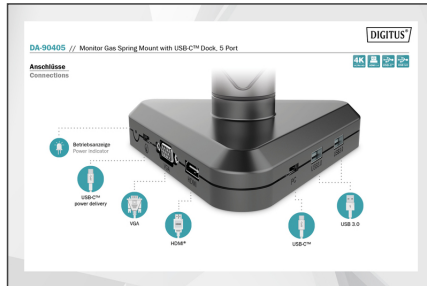 DIGITUS®
DA-90405 // Monitor Gas Spring Mount with USB-C™ Dock, 5 Port
4K
Anschlüsse
Connections
Betriebsanzeige
Power indicator
USB-C™
power delivery
VGA
HDMI®
PC
USB-C™
USB 3.0